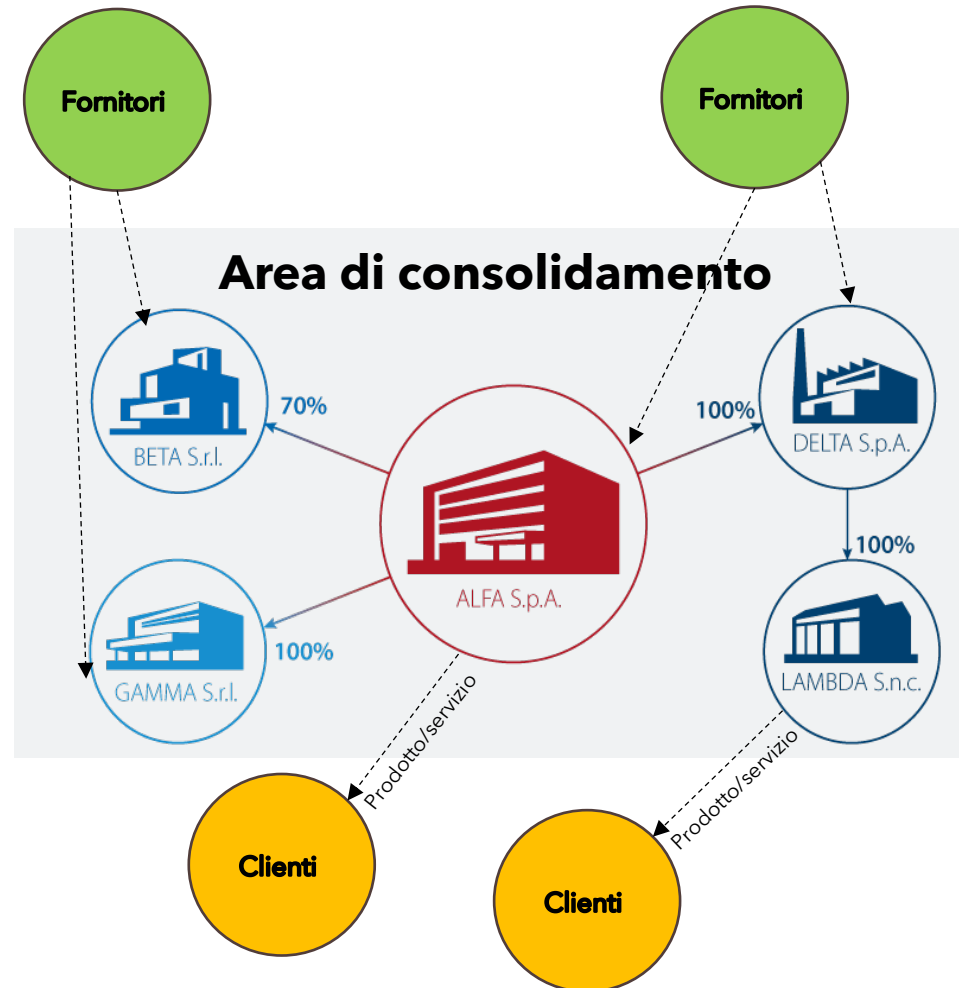 Fornitori
Fornitori
Area di consolidamento
70%
100%
BETA S.r.l.
DELTA S.p.A.
ALFA S.p.A.
100%
100%
GAMMA S.r.l.
LAMBDA S.n.c.
Prodotto/servizio
Prodotto/servizio
Clienti
Clienti